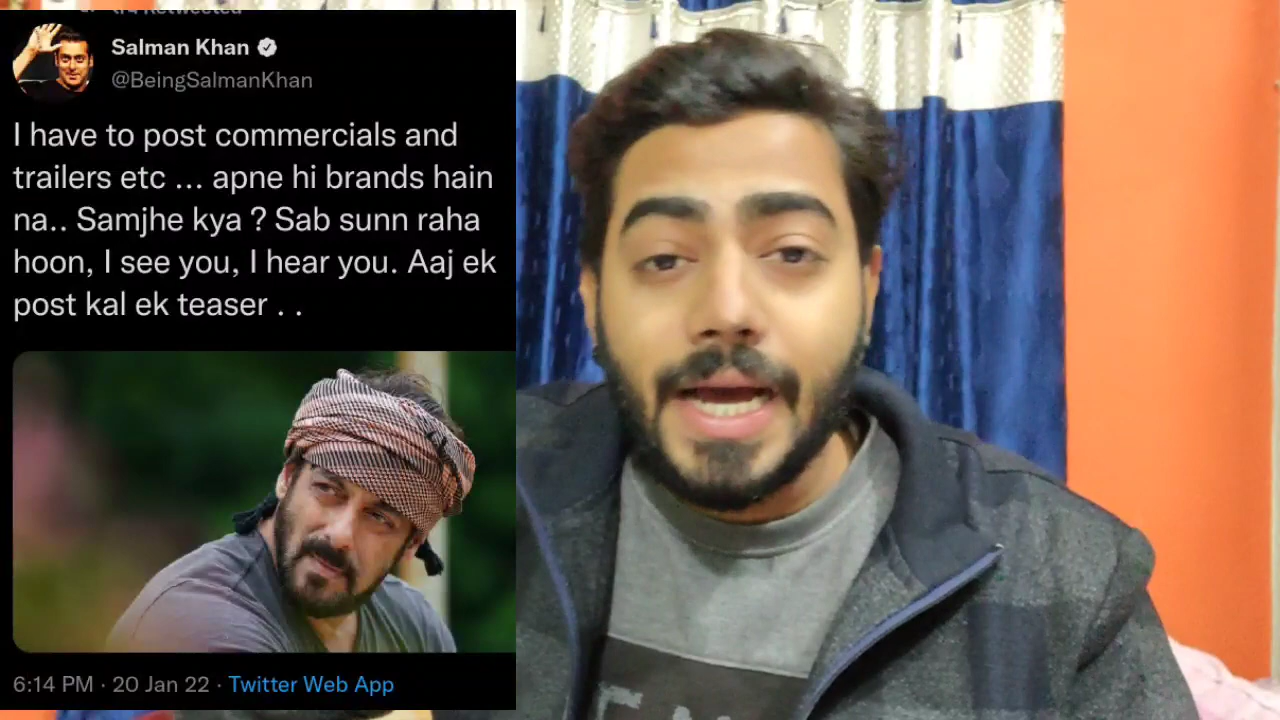 Salman Khan
@BeingSalmanKhan
I have to post commercials and
trailers etc ... apne hi brands hain
na.. Samjhe kya ? Sab sunn raha
hoon, I see you, I hear you. Aaj ek
post kal ek teaser . .
6:14 PM · 20 Jan 22 · Twitter Web App